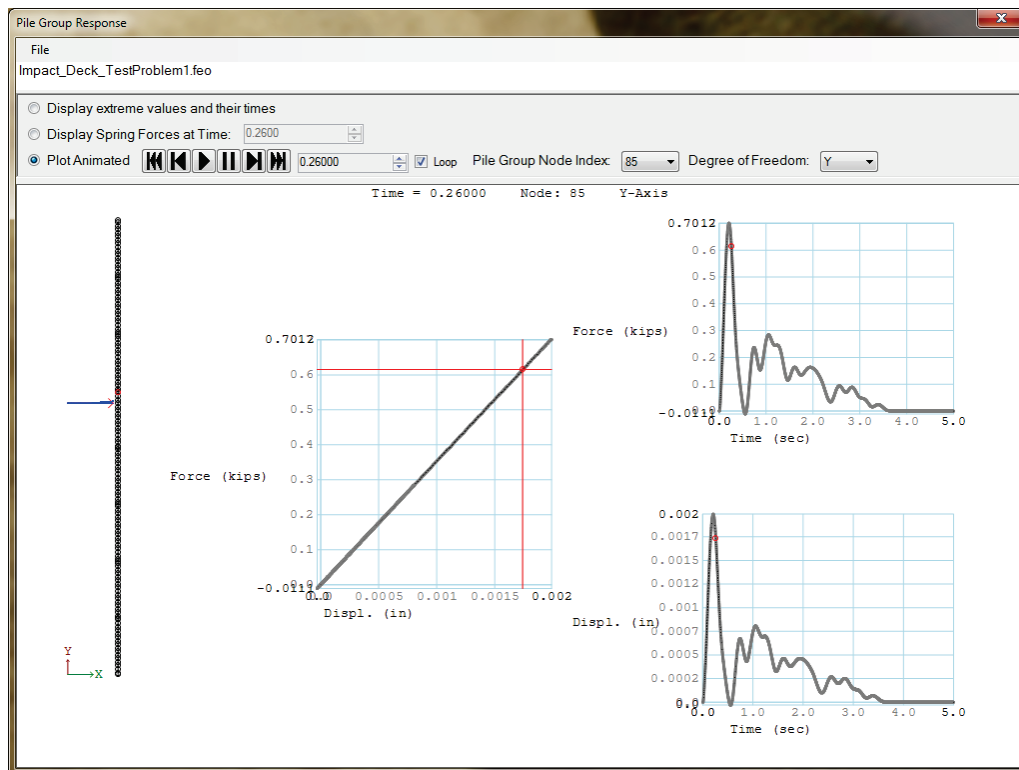 Pile Group Response
x
File
Impact_Deck_TestProblem1.feo
Display extreme values and their times
Display Spring Forces at Time: 0.2600
Plot Animated 0.26000 Loop Pile Group Node Index: 85 Degree of Freedom: Y
Time = 0.26000 Node: 85 Y-Axis
0.7012
0.6
0.5
0.4
Force (kips)
0.3
0.2
0.1
0.0
0.0 1.0 2.0 3.0 4.0 5.0
Time (sec)
0.7012
0.6
0.5
0.4
Force (kips)
0.3
0.2
0.1
0.0005 0.001 0.0015 0.002
Displ. (in)
0.002
0.0017
0.0015
0.0012
0.001
Displ. (in)
0.0007
0.0005
0.0002
0.0
0.0 1.0 2.0 3.0 4.0 5.0
Time (sec)
Y
X